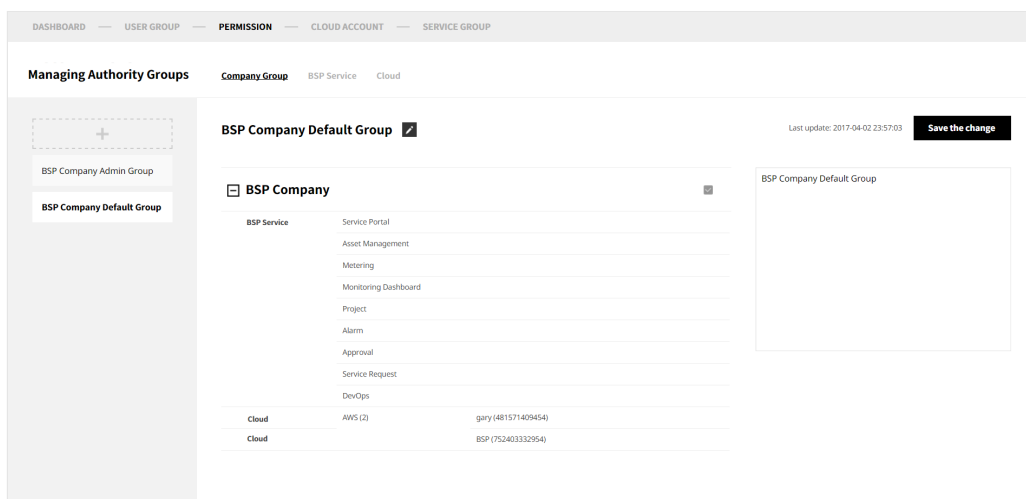 DASHBOARD — USER GROUP — PERMISSION — CLOUD ACCOUNT — SERVICE GROUP
Managing Authority Groups
Company Group BSP Service Cloud
+
BSP Company Admin Group
BSP Company Default Group
BSP Company Default Group
Last update: 2017-04-02 23:57:03
Save the change
BSP Company
BSP Service Service Portal
Asset Management
Metering
Monitoring Dashboard
Project
Alarm
Approval
Service Request
DevOps
Cloud AWS (2) gary (481571409454)
Cloud BSP (752403332954)
BSP Company Default Group